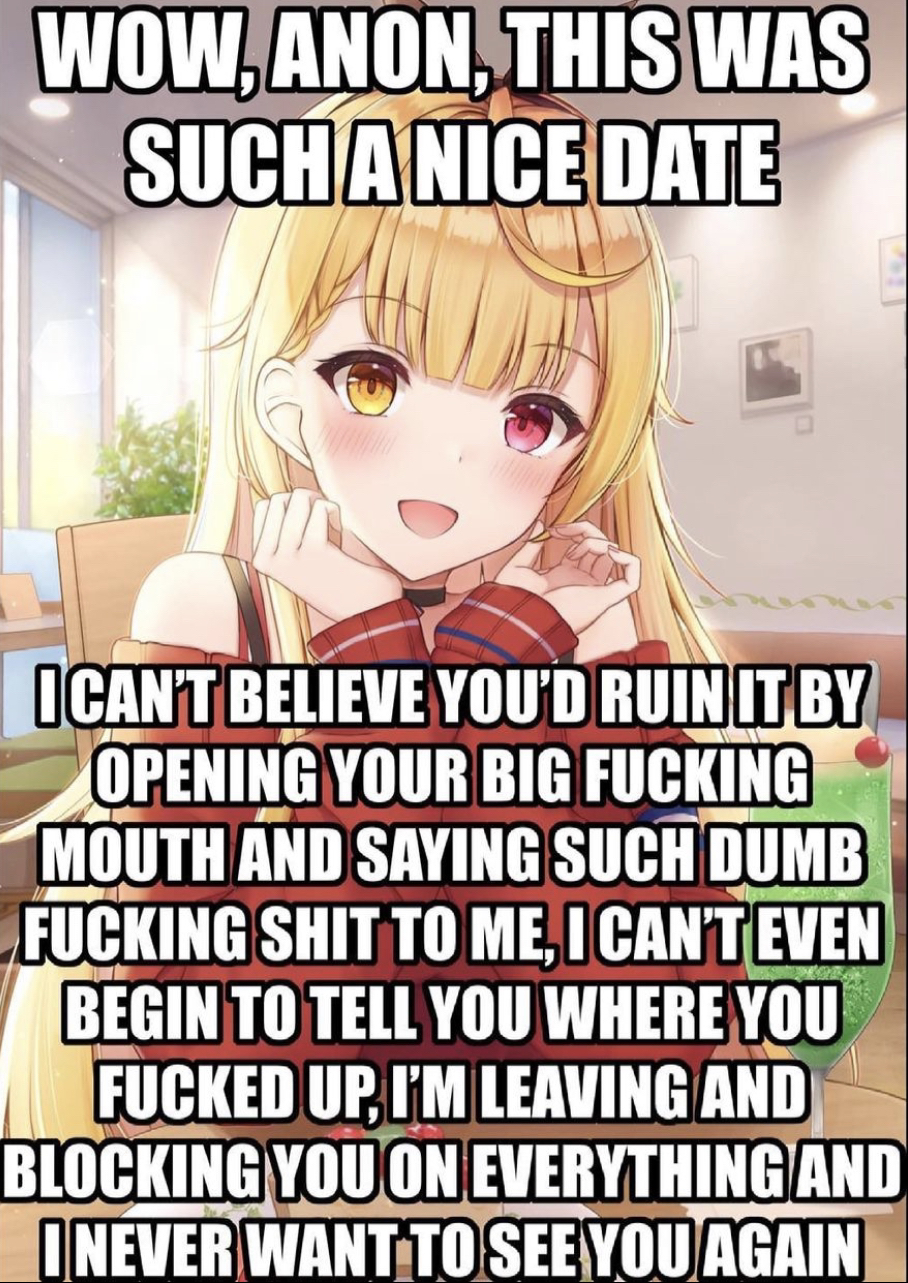 WOW, ANON, THIS WAS
SUCH A NICE DATE
I CAN'T BELIEVE YOU'D RUIN IT BY
OPENING YOUR BIG FUCKING
MOUTH AND SAYING SUCH DUMB
FUCKING SHIT TO ME, I CAN'T EVEN
BEGIN TO TELL YOU WHERE YOU
FUCKED UP, I'M LEAVING AND
BLOCKING YOU ON EVERYTHING AND
I NEVER WANT TO SEE YOU AGAIN